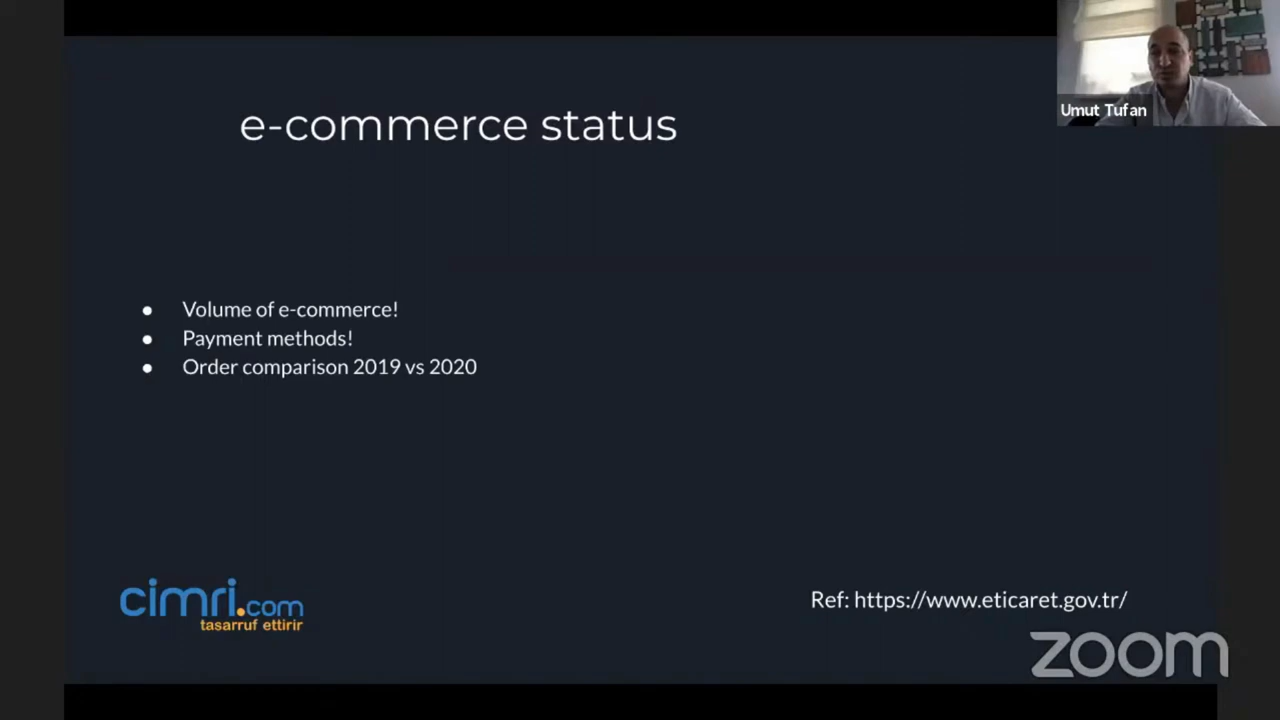 Umut Tufan
e-commerce status
● Volume of e-commerce!
● Payment methods!
● Order comparison 2019 vs 2020
cimri.com
tasarruf ettirir
Ref: https://www.eticaret.gov.tr/
zoom